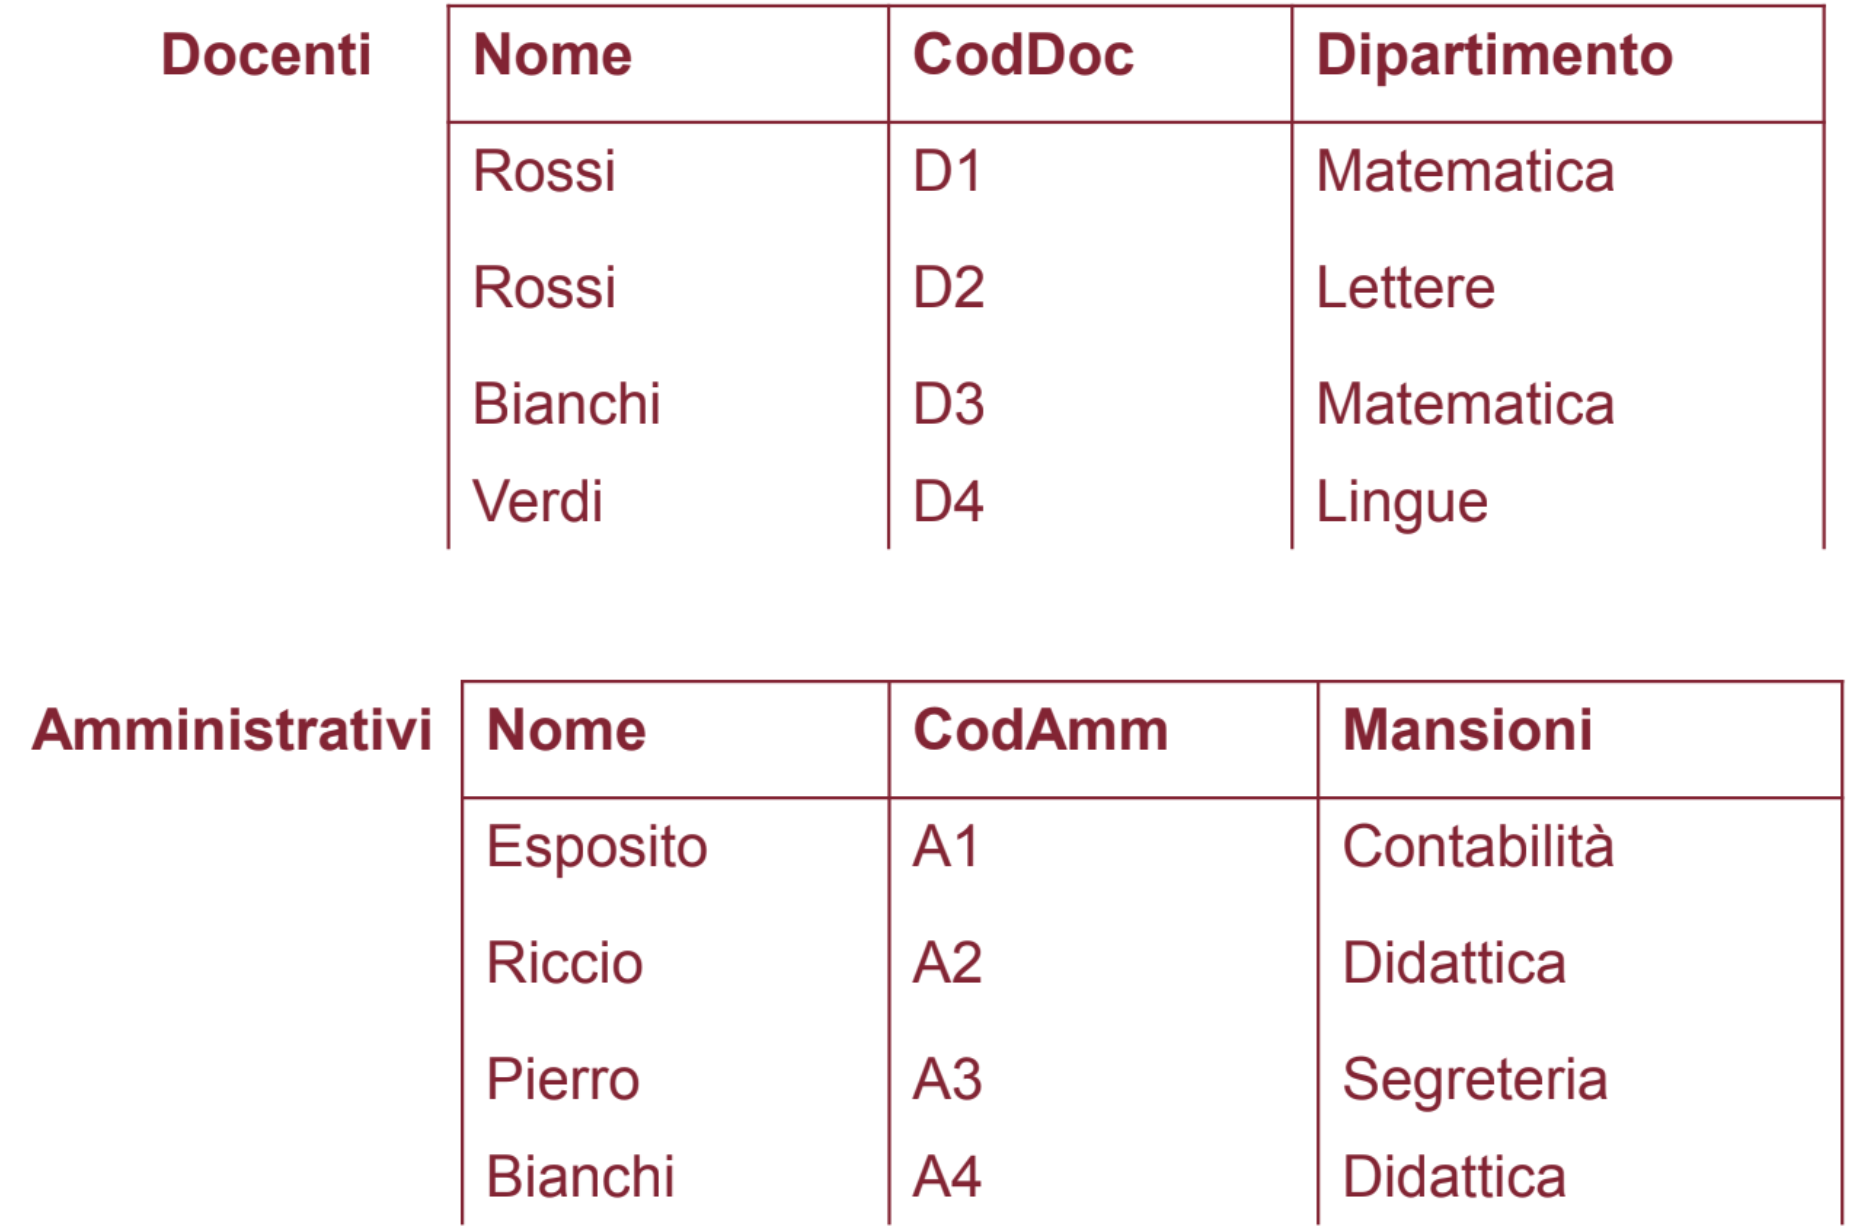 Docenti Nome CodDoc Dipartimento
Rossi D1 Matematica
Rossi D2 Lettere
Bianchi D3 Matematica
Verdi D4 Lingue
Amministrativi Nome CodAmm Mansioni
Esposito A1 Contabilità
Riccio A2 Didattica
Pierro A3 Segreteria
Bianchi A4 Didattica